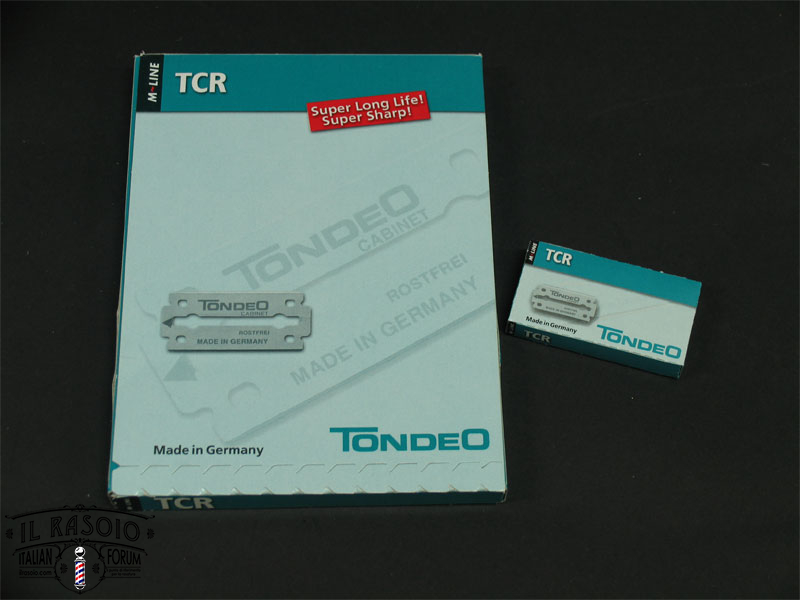 M-LINE
TCR
Super Long Life!
Super Sharp!
TONDEO
CABINET
ROSTFREI
MADE IN GERMANY
TONDEO
CABINET
ROSTFREI
MADE IN GERMANY
Made in Germany
TONDEO
TCR
M-LINE
TCR
TONDEO
Made in Germany
TONDEO
TCR
IL RASOIO
ITALIAN
FORUM